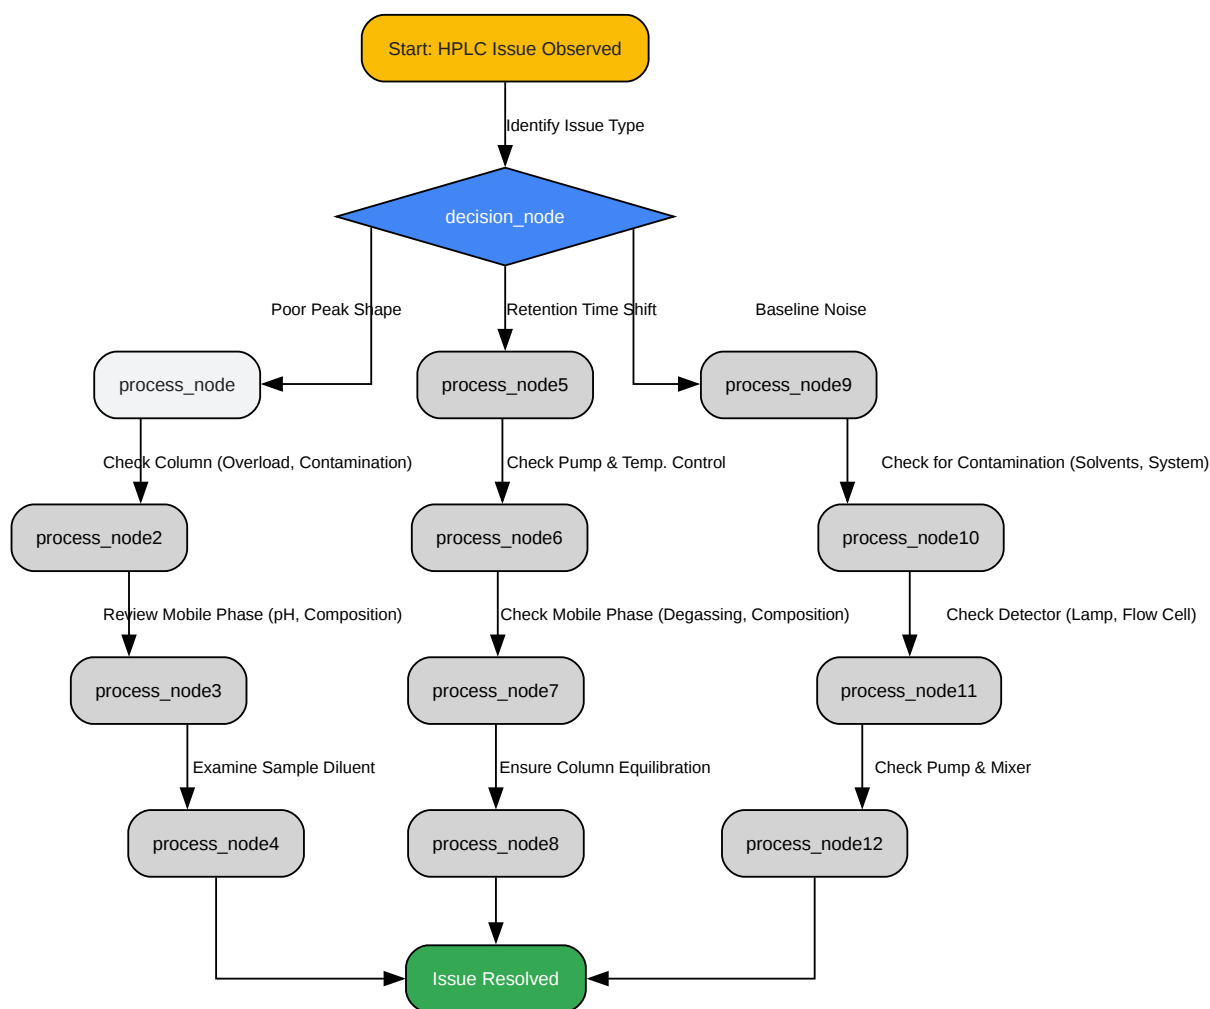 Start: HPLC Issue Observed
Identify Issue Type
decision_node
Poor Peak Shape
Retention Time Shift
Baseline Noise
process_node
process_node5
process_node9
Check Column (Overload, Contamination)
Check Pump & Temp. Control
Check for Contamination (Solvents, System)
process_node2
process_node6
process_node10
Review Mobile Phase (pH, Composition)
Check Mobile Phase (Degassing, Composition)
Check Detector (Lamp, Flow Cell)
process_node3
process_node7
process_node11
Examine Sample Diluent
Ensure Column Equilibration
Check Pump & Mixer
process_node4
process_node8
process_node12
Issue Resolved